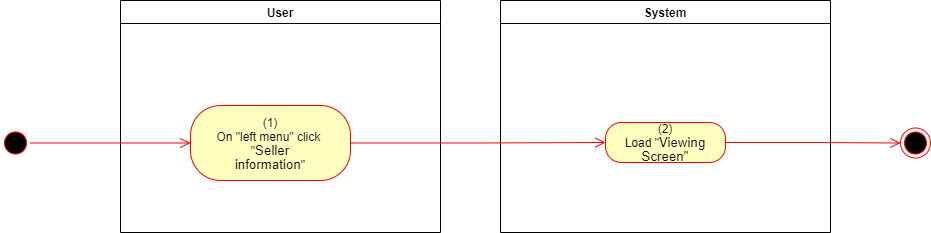 User
System
(1)
On "left menu" click
"Seller
information"
(2)
Load "Viewing
Screen"